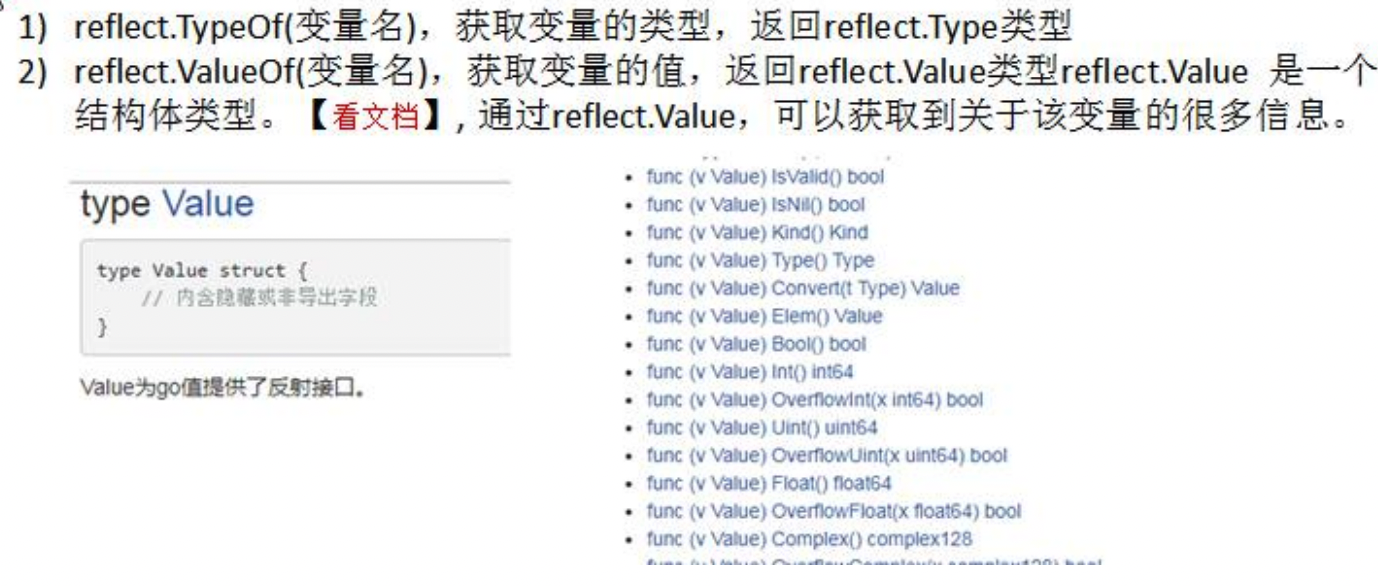 1) reflect.TypeOf(变量名)，获取变量的类型，返回reflect.Type类型
2) reflect.ValueOf(变量名)，获取变量的值，返回reflect.Value类型reflect.Value 是一个
结构体类型。【看文档】, 通过reflect.Value，可以获取到关于该变量的很多信息。
type Value
type Value struct {
// 内含隐藏或非导出字段
}
Value为go值提供了反射接口。
• func (v Value) IsValid() bool
• func (v Value) IsNil() bool
• func (v Value) Kind() Kind
• func (v Value) Type() Type
• func (v Value) Convert(t Type) Value
• func (v Value) Elem() Value
• func (v Value) Bool() bool
• func (v Value) Int() int64
• func (v Value) OverflowInt(x int64) bool
• func (v Value) Uint() uint64
• func (v Value) OverflowUint(x uint64) bool
• func (v Value) Float() float64
• func (v Value) OverflowFloat(x float64) bool
• func (v Value) Complex() complex128
func (v Value) OverflowComplex(x complex128) bool